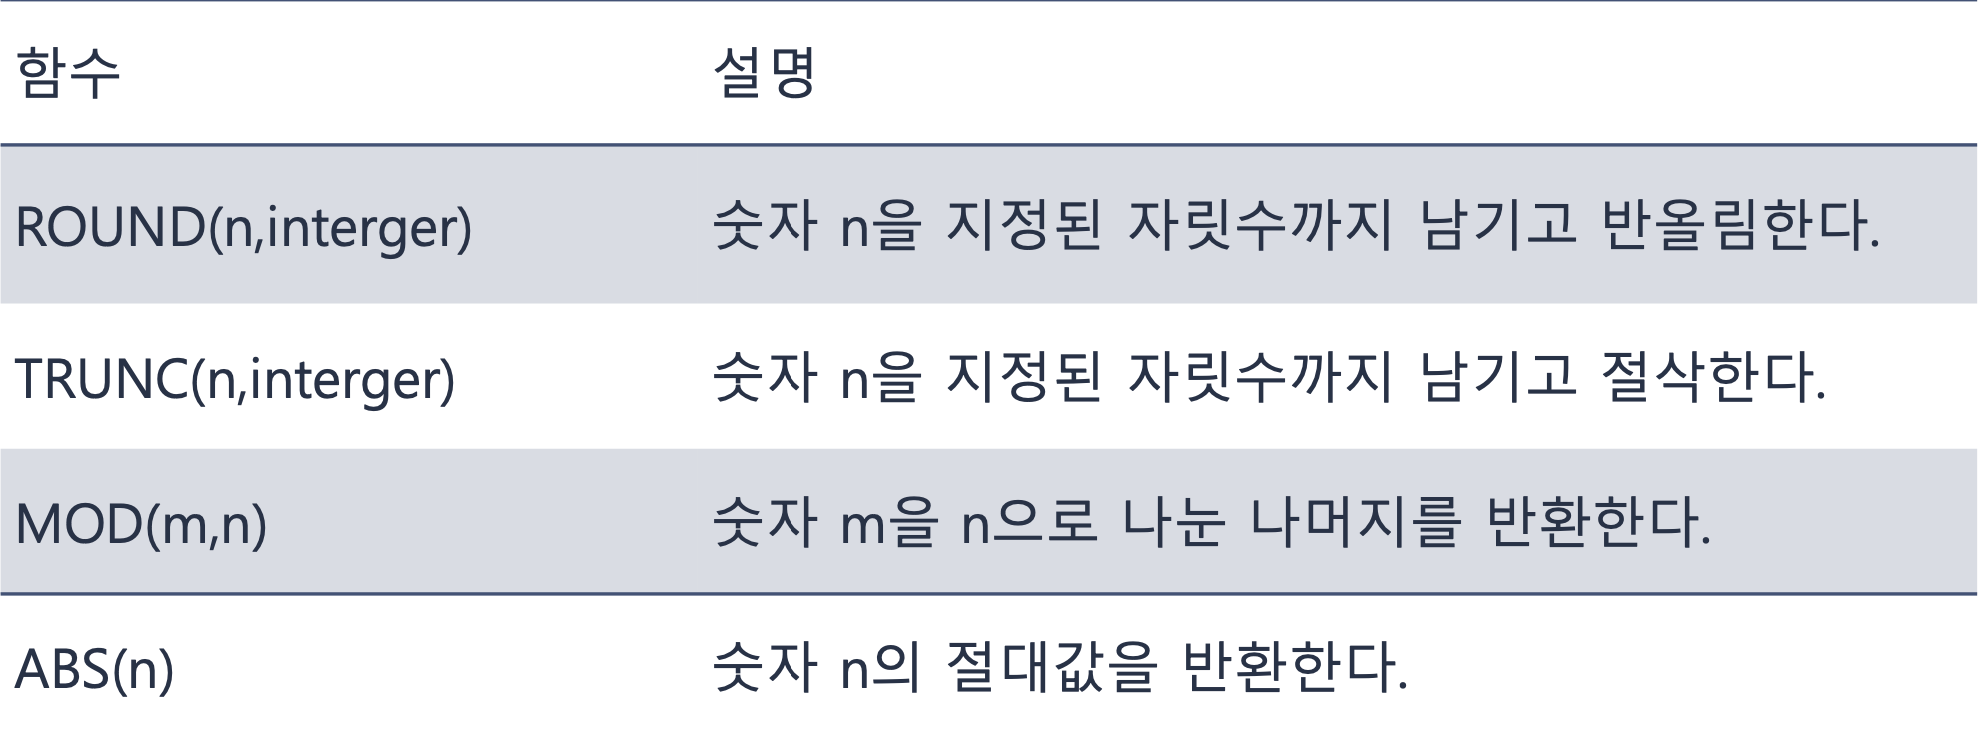 함수 설명
ROUND(n,interger) 숫자 n을 지정된 자릿수까지 남기고 반올림한다.
TRUNC(n,interger) 숫자 n을 지정된 자릿수까지 남기고 절삭한다.
MOD(m,n) 숫자 m을 n으로 나눈 나머지를 반환한다.
ABS(n) 숫자 n의 절대값을 반환한다.